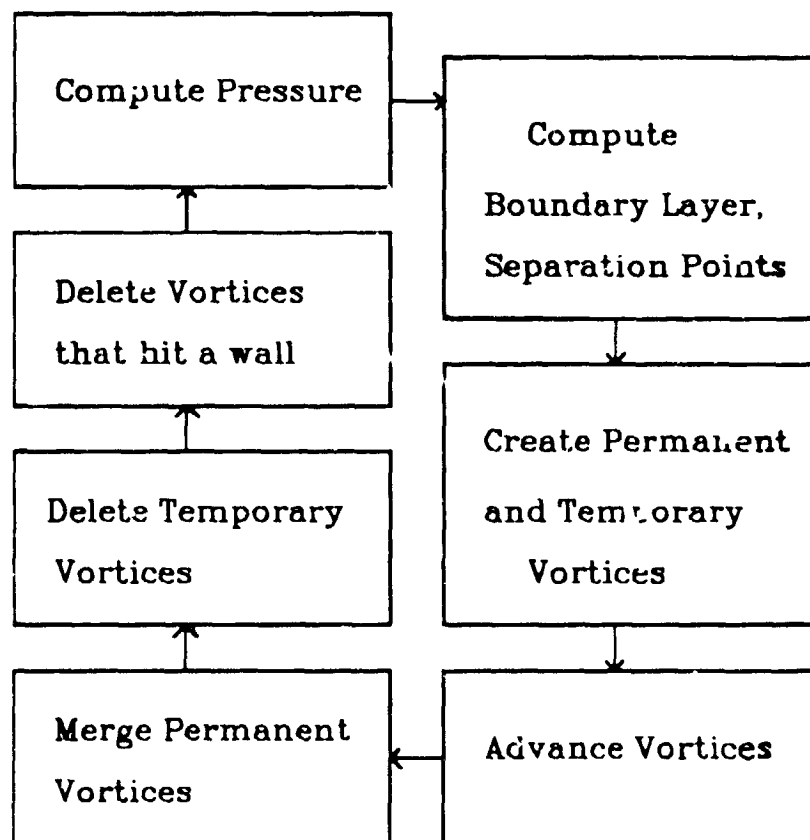 Compute Pressure
Compute
Boundary Layer,
Separation Points
Create Permanent
and Temporary
Vortices
Advance Vortices
Merge Permanent
Vortices
Delete Temporary
Vortices
Delete Vortices
that hit a wall